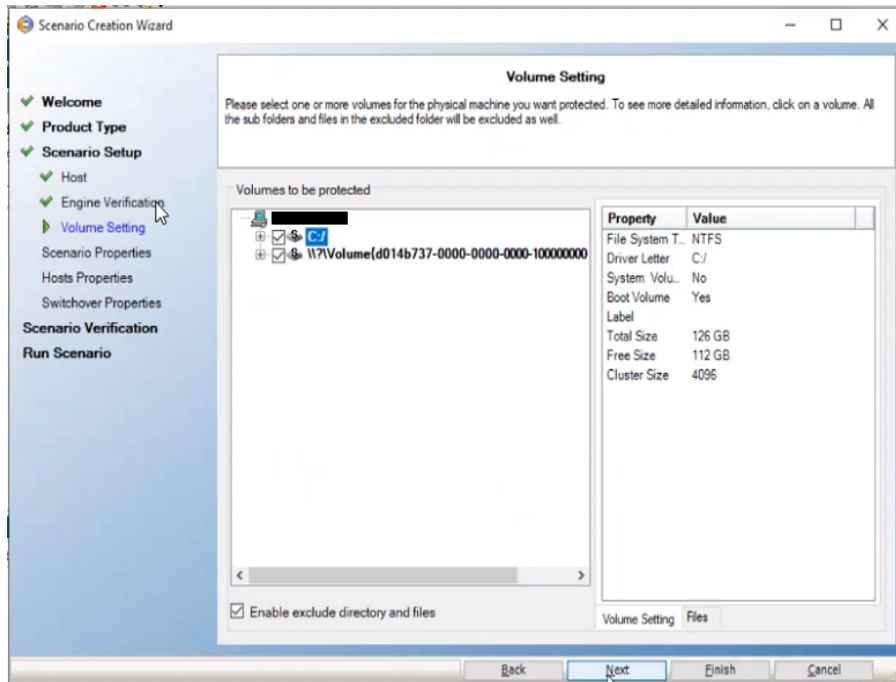 Scenario Creation Wizard
Welcome
Product Type
Scenario Setup
Host
Engine Verification
Volume Setting
Scenario Properties
Hosts Properties
Switchover Properties
Scenario Verification
Run Scenario
Volume Setting
Please select one or more volumes for the physical machine you want protected. To see more detailed information, click on a volume. All
the sub folders and files in the excluded folder will be excluded as well.
Volumes to be protected
C:/
\\?\Volume{d014b737-0000-0000-0000-100000000
Property Value
File System T... NTFS
Driver Letter C:/
System Volu... No
Boot Volume Yes
Label
Total Size 126 GB
Free Size 112 GB
Cluster Size 4096
Enable exclude directory and files
Volume Setting Files
Back Next Finish Cancel